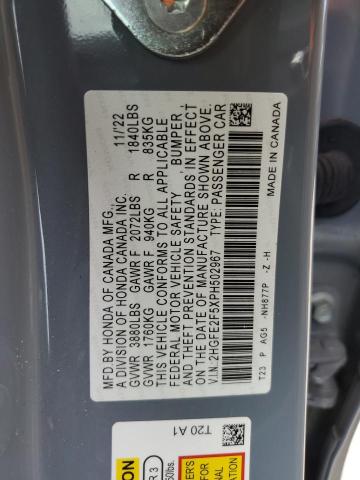 MFD BY HONDA OF CANADA MFG.,
A DIVISION OF HONDA CANADA INC. 11/'22
GVWR 3880LBS GAWR F 2072LBS R 1840LBS
GVWR 1760KG GAWR F 940KG R 835KG
THIS VEHICLE CONFORMS TO ALL APPLICABLE
FEDERAL MOTOR VEHICLE SAFETY, BUMPER,
AND THEFT PREVENTION STANDARDS IN EFFECT
ON THE DATE OF MANUFACTURE SHOWN ABOVE.
V.I.N. 2HGFE2F5XPH502967 TYPE: PASSENGER CAR
T23 P AG5 -NH877P -Z -H MADE IN CANADA
T20 A1